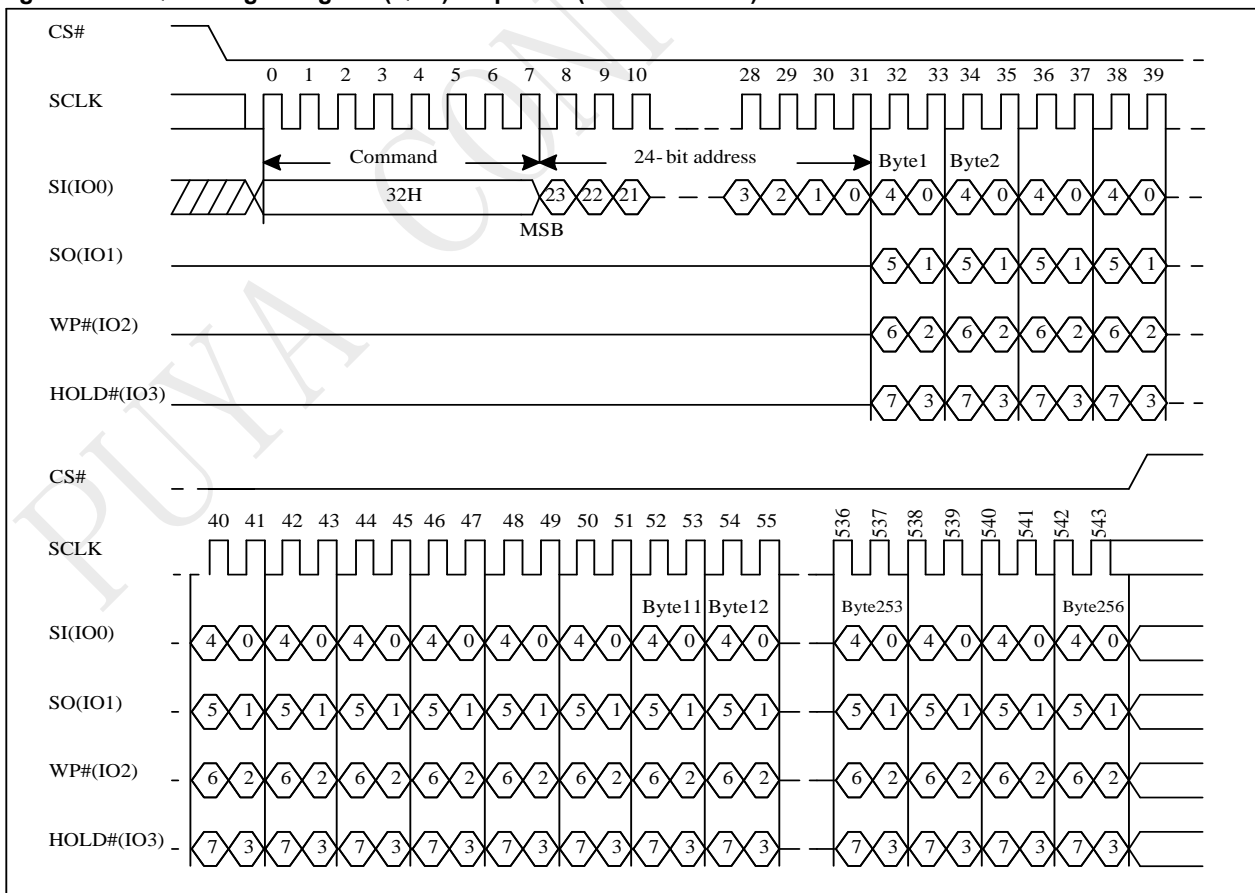 CS#
0 1 2 3 4 5 6 7 8 9 10 28 29 30 31 32 33 34 35 36 37 38 39
SCLK
Command 24-bit address Byte1 Byte2
SI(IO0) 32H 23 22 21 3 2 1 0 4 0 4 0 4 0 4 0
MSB
SO(IO1) 5 1 5 1 5 1 5 1
WP#(IO2) 6 2 6 2 6 2 6 2
HOLD#(IO3) 7 3 7 3 7 3 7 3
CS#
40 41 42 43 44 45 46 47 48 49 50 51 52 53 54 55 536 537 538 539 540 541 542 543
SCLK
Byte11 Byte12 Byte253 Byte256
SI(IO0) 4 0 4 0 4 0 4 0 4 0 4 0 4 0 4 0 4 0 4 0 4 0 4 0
SO(IO1) 5 1 5 1 5 1 5 1 5 1 5 1 5 1 5 1 5 1 5 1 5 1 5 1
WP#(IO2) 6 2 6 2 6 2 6 2 6 2 6 2 6 2 6 2 6 2 6 2 6 2 6 2
HOLD#(IO3) 7 3 7 3 7 3 7 3 7 3 7 3 7 3 7 3 7 3 7 3 7 3 7 3
PUYA